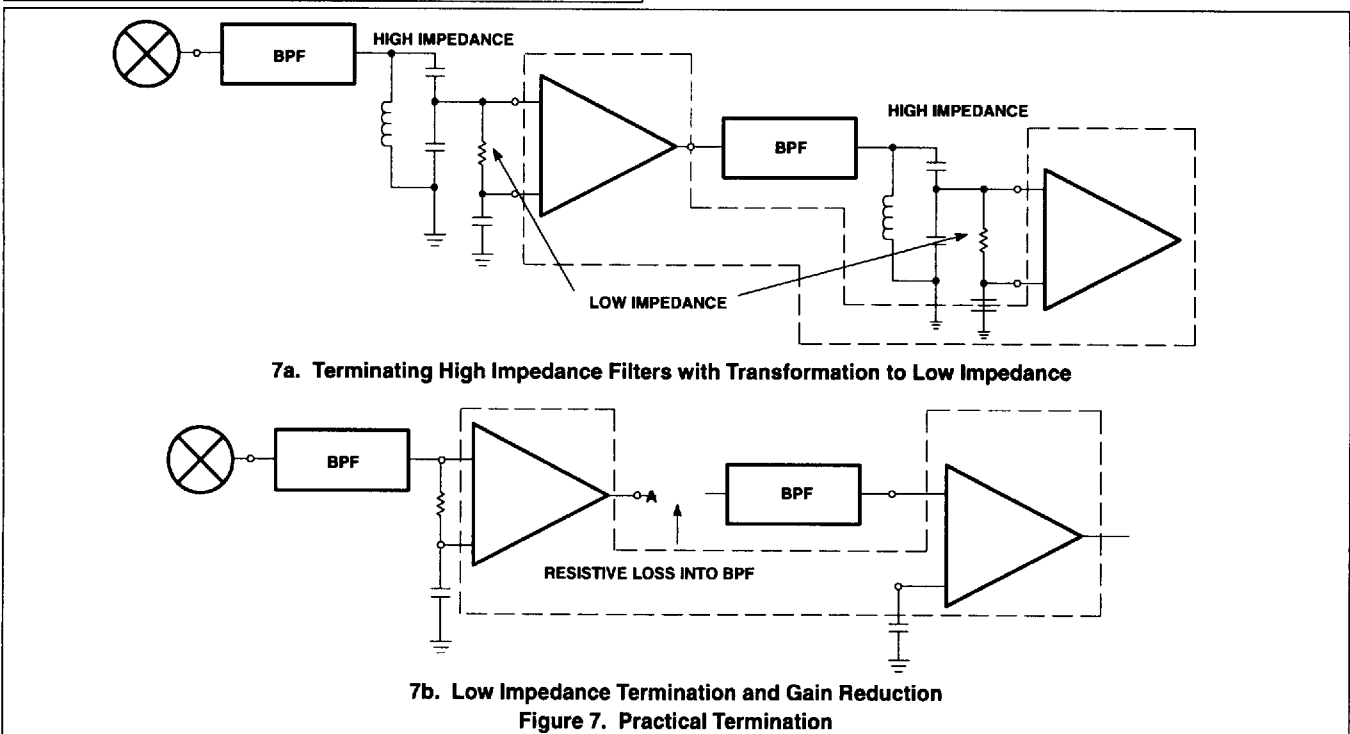 HIGH IMPEDANCE
BPF
HIGH IMPEDANCE
BPF
LOW IMPEDANCE
7a. Terminating High Impedance Filters with Transformation to Low Impedance
BPF
A
BPF
RESISTIVE LOSS INTO BPF
7b. Low Impedance Termination and Gain Reduction
Figure 7. Practical Termination